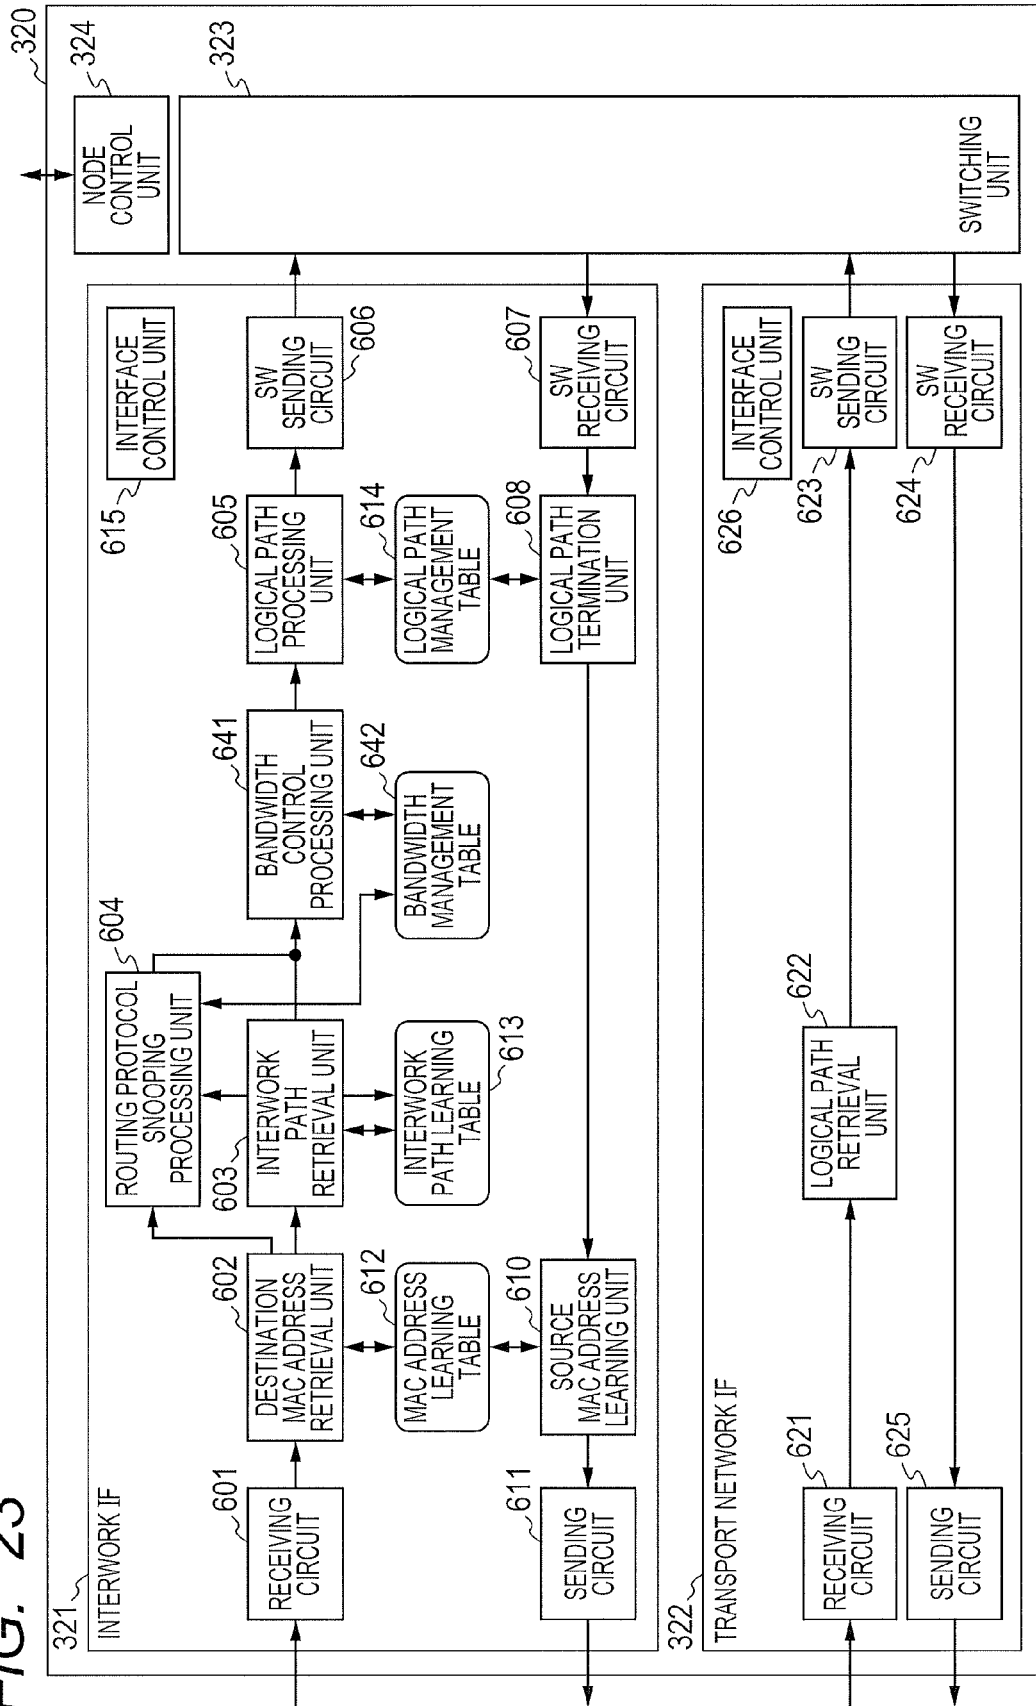 FIG. 23
320
324
NODE
CONTROL
UNIT
323
SWITCHING
UNIT
321
INTERWORK IF
615
INTERFACE
CONTROL UNIT
604
ROUTING PROTOCOL
SNOOPING
PROCESSING UNIT
601
RECEIVING
CIRCUIT
602
DESTINATION
MAC ADDRESS
RETRIEVAL UNIT
603
INTERWORK
PATH
RETRIEVAL UNIT
641
BANDWIDTH
CONTROL
PROCESSING UNIT
605
LOGICAL PATH
PROCESSING
UNIT
606
SW
SENDING
CIRCUIT
612
MAC ADDRESS
LEARNING
TABLE
613
INTERWORK
PATH LEARNING
TABLE
642
BANDWIDTH
MANAGEMENT
TABLE
614
LOGICAL PATH
MANAGEMENT
TABLE
611
SENDING
CIRCUIT
610
SOURCE
MAC ADDRESS
LEARNING UNIT
608
LOGICAL PATH
TERMINATION
UNIT
607
SW
RECEIVING
CIRCUIT
322
TRANSPORT NETWORK IF
626
INTERFACE
CONTROL UNIT
621
RECEIVING
CIRCUIT
622
LOGICAL PATH
RETRIEVAL
UNIT
623
SW
SENDING
CIRCUIT
625
SENDING
CIRCUIT
624
SW
RECEIVING
CIRCUIT